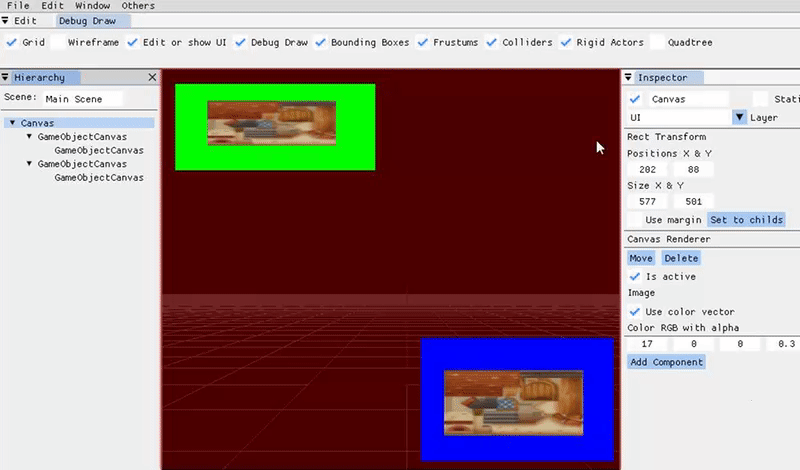 File Edit Window Others
Edit Debug Draw
Grid Wireframe Edit or show UI Debug Draw Bounding Boxes Frustums Colliders Rigid Actors Quadtree
Hierarchy
Scene: Main Scene
Canvas
GameObjectCanvas
GameObjectCanvas
GameObjectCanvas
GameObjectCanvas
Inspector
Canvas Stati
UI Layer
Rect Transform
Positions X & Y
202 88
Size X & Y
577 501
Use margin Set to childs
Canvas Renderer
Move Delete
Is active
Image
Use color vector
Color RGB with alpha
17 0 0 0.3
Add Component